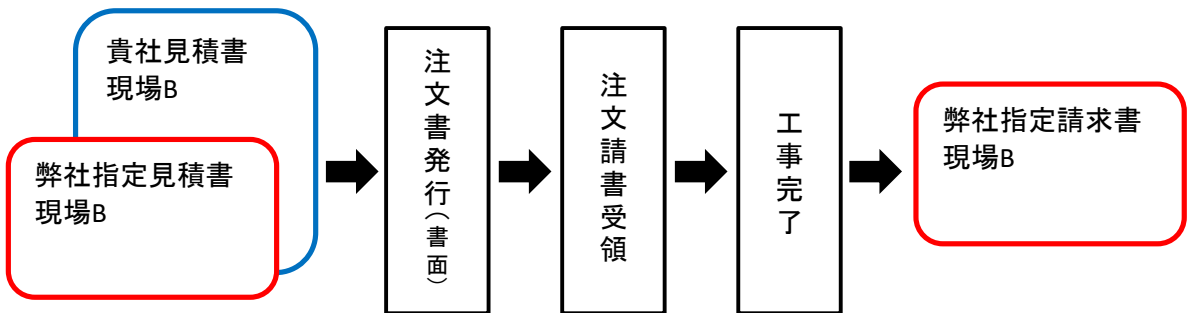 貴社見積書
現場B
弊社指定見積書
現場B
注文書発行(書面)
注文請書受領
工事完了
弊社指定請求書
現場B